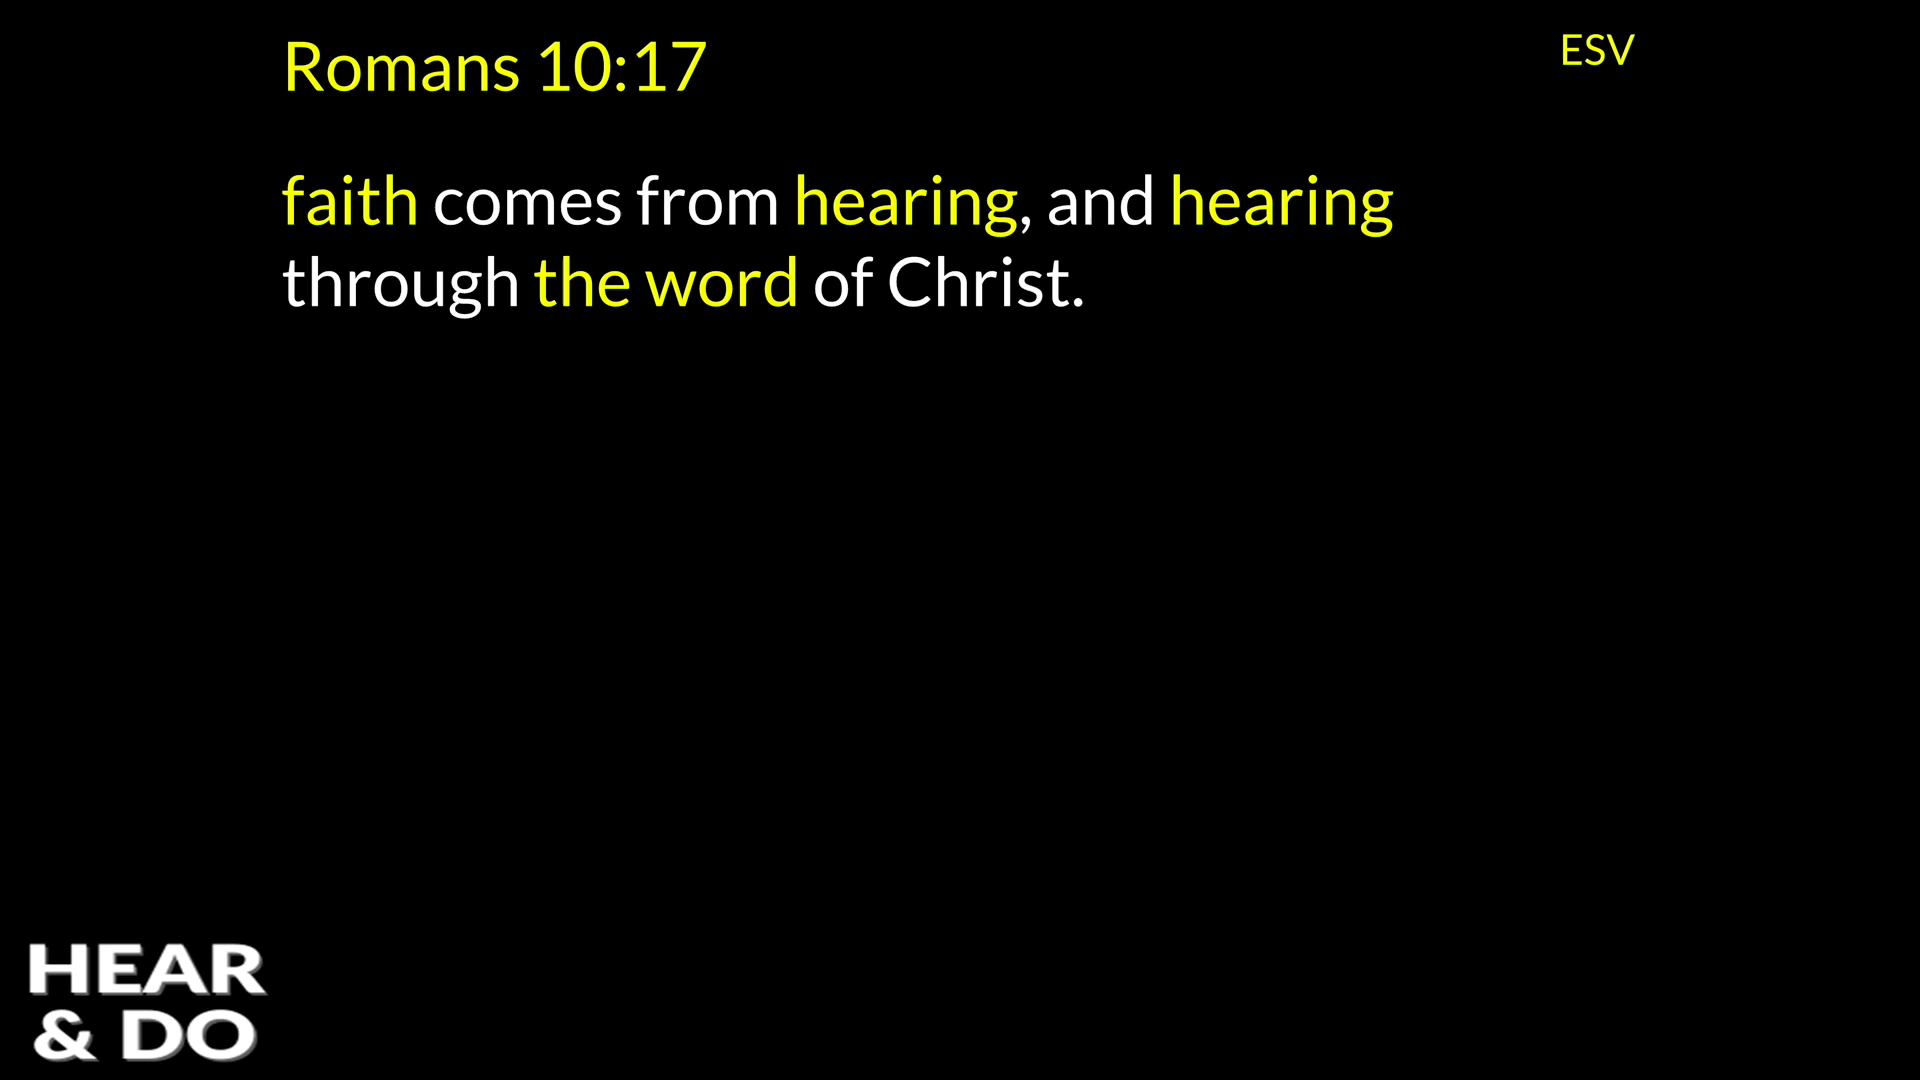 Romans 10:17
ESV
faith comes from hearing, and hearing
through the word of Christ.
HEAR
& DO